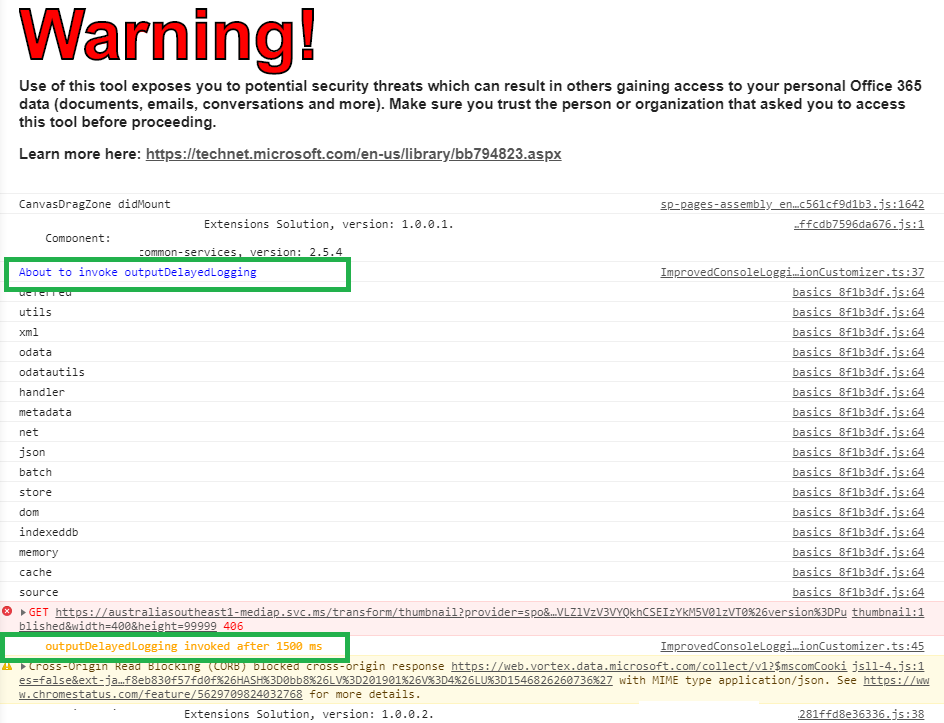 Warning!
Use of this tool exposes you to potential security threats which can result in others gaining access to your personal Office 365
data (documents, emails, conversations and more). Make sure you trust the person or organization that asked you to access
this tool before proceeding.
Learn more here: https://technet.microsoft.com/en-us/library/bb794823.aspx
CanvasDragZone didMount sp-pages-assembly_en…c561cf9d1b3.js:1642
Extensions Solution, version: 1.0.0.1. …ffcdb7596da676.js:1
Component:
common-services, version: 2.5.4
About to invoke outputDelayedLogging ImprovedConsoleLoggi…ionCustomizer.ts:37
deferred basics_8f1b3df.js:64
utils basics_8f1b3df.js:64
xml basics_8f1b3df.js:64
odata basics_8f1b3df.js:64
odatautils basics_8f1b3df.js:64
handler basics_8f1b3df.js:64
metadata basics_8f1b3df.js:64
net basics_8f1b3df.js:64
json basics_8f1b3df.js:64
batch basics_8f1b3df.js:64
store basics_8f1b3df.js:64
dom basics_8f1b3df.js:64
indexeddb basics_8f1b3df.js:64
memory basics_8f1b3df.js:64
cache basics_8f1b3df.js:64
source basics_8f1b3df.js:64
GET https://australiasoutheast1-mediap.svc.ms/transform/thumbnail?provider=spo&…VLZlVzV3VYQkhCSEIzYkM5V0lzVT0%26version%3DPu thumbnail:1
blished&width=400&height=99999 406
outputDelayedLogging invoked after 1500 ms ImprovedConsoleLoggi…ionCustomizer.ts:45
Cross-Origin Read Blocking (CORB) blocked cross-origin response https://web.vortex.data.microsoft.com/collect/v1?$mscomCooki jsll-4.js:1
es=false&ext-ja…f8eb830f57fd0f%26HASH%3D0bb8%26LV%3D201901%26V%3D4%26LU%3D1546826260736%27 with MIME type application/json. See https://ww
w.chromestatus.com/feature/5629709824032768 for more details.
Extensions Solution, version: 1.0.0.2. 281ffd8e36336.js:38